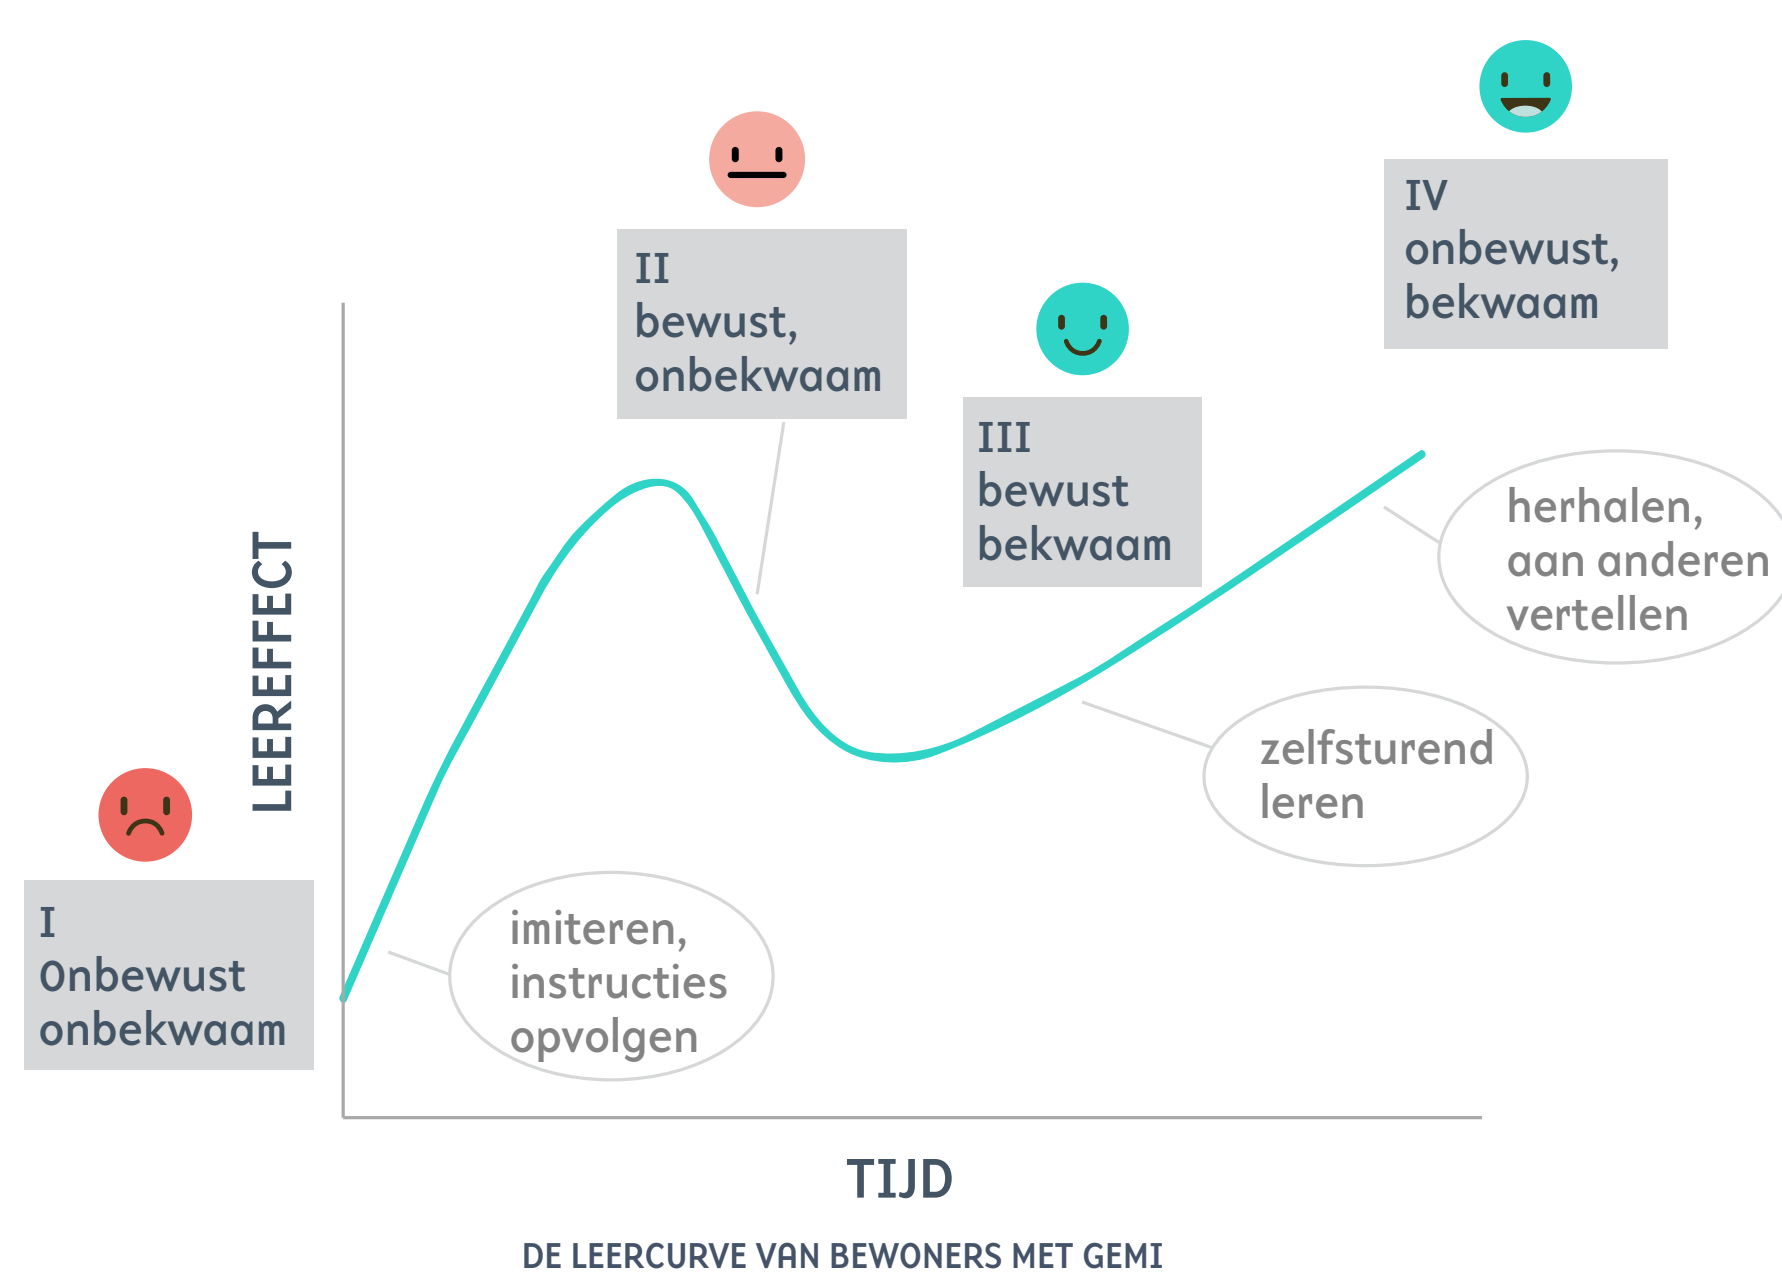 IV
onbewust,
bekwaam
II
bewust,
onbekwaam
III
bewust
bekwaam
herhalen,
aan anderen
vertellen
LEEREFFECT
zelfsturend
leren
I
Onbewust
onbekwaam
imiteren,
instructies
opvolgen
TIJD
DE LEERCURVE VAN BEWONERS MET GEMI